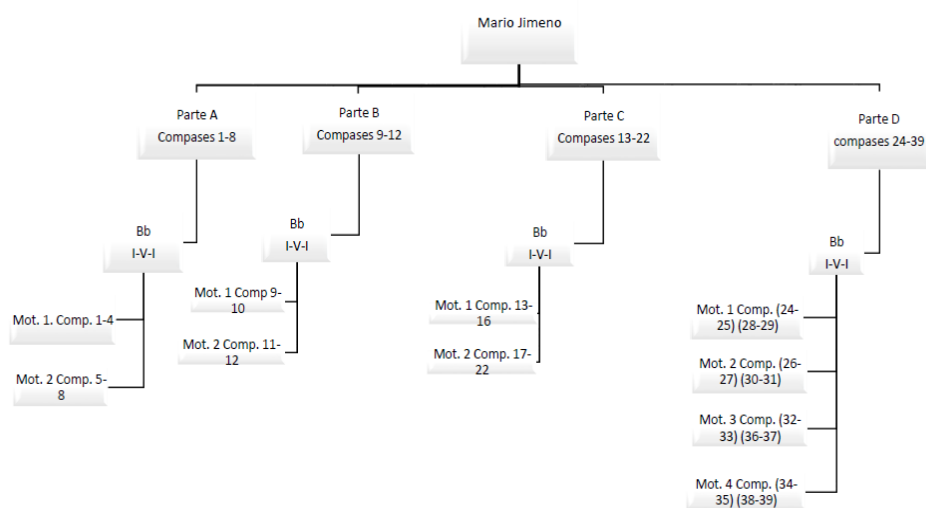 Mario Jimeno
Parte A
Compases 1-8
Bb
I-V-I
Mot. 1. Comp. 1-4
Mot. 2 Comp. 5-
8
Parte B
Compases 9-12
Bb
I-V-I
Mot. 1 Comp 9-
10
Mot. 2 Comp. 11-
12
Parte C
Compases 13-22
Bb
I-V-I
Mot. 1 Comp. 13-
16
Mot. 2 Comp. 17-
22
Parte D
compases 24-39
Bb
I-V-I
Mot. 1 Comp. (24-
25) (28-29)
Mot. 2 Comp. (26-
27) (30-31)
Mot. 3 Comp. (32-
33) (36-37)
Mot. 4 Comp. (34-
35) (38-39)